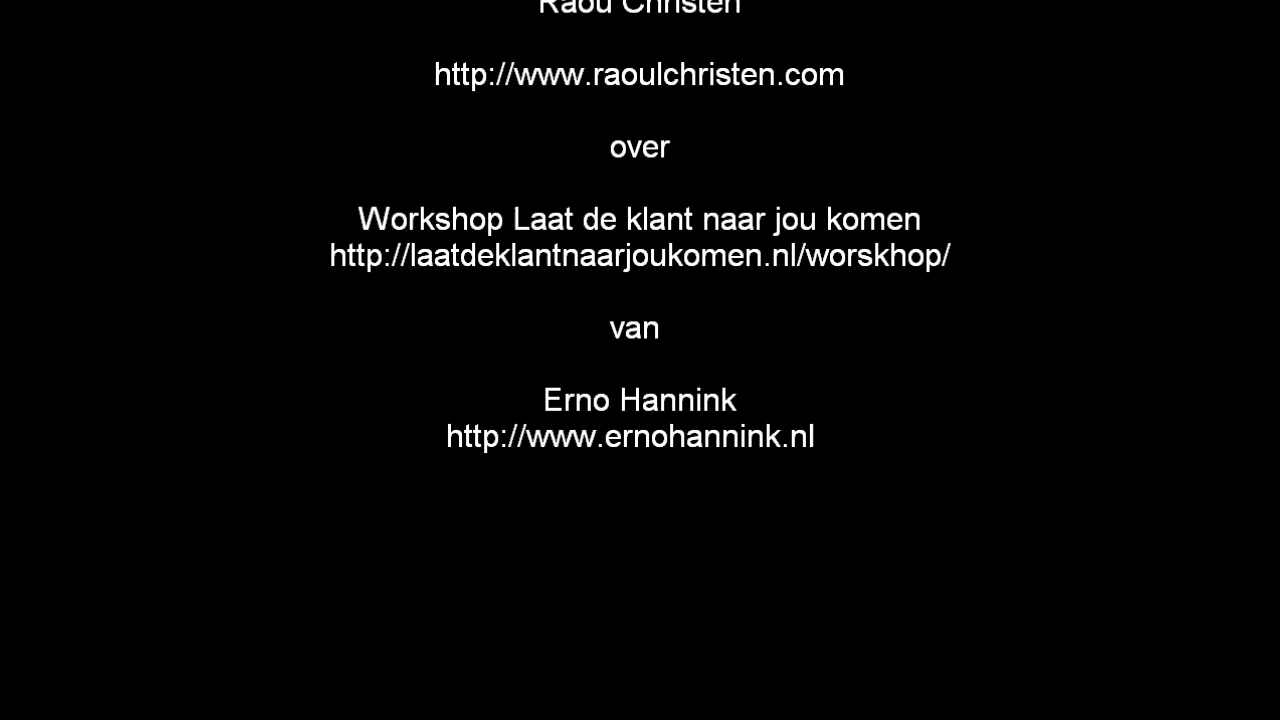 Raou Christen
http://www.raoulchristen.com
over
Workshop Laat de klant naar jou komen
http://laatdeklantnaarjoukomen.nl/worskhop/
van
Erno Hannink
http://www.ernohannink.nl